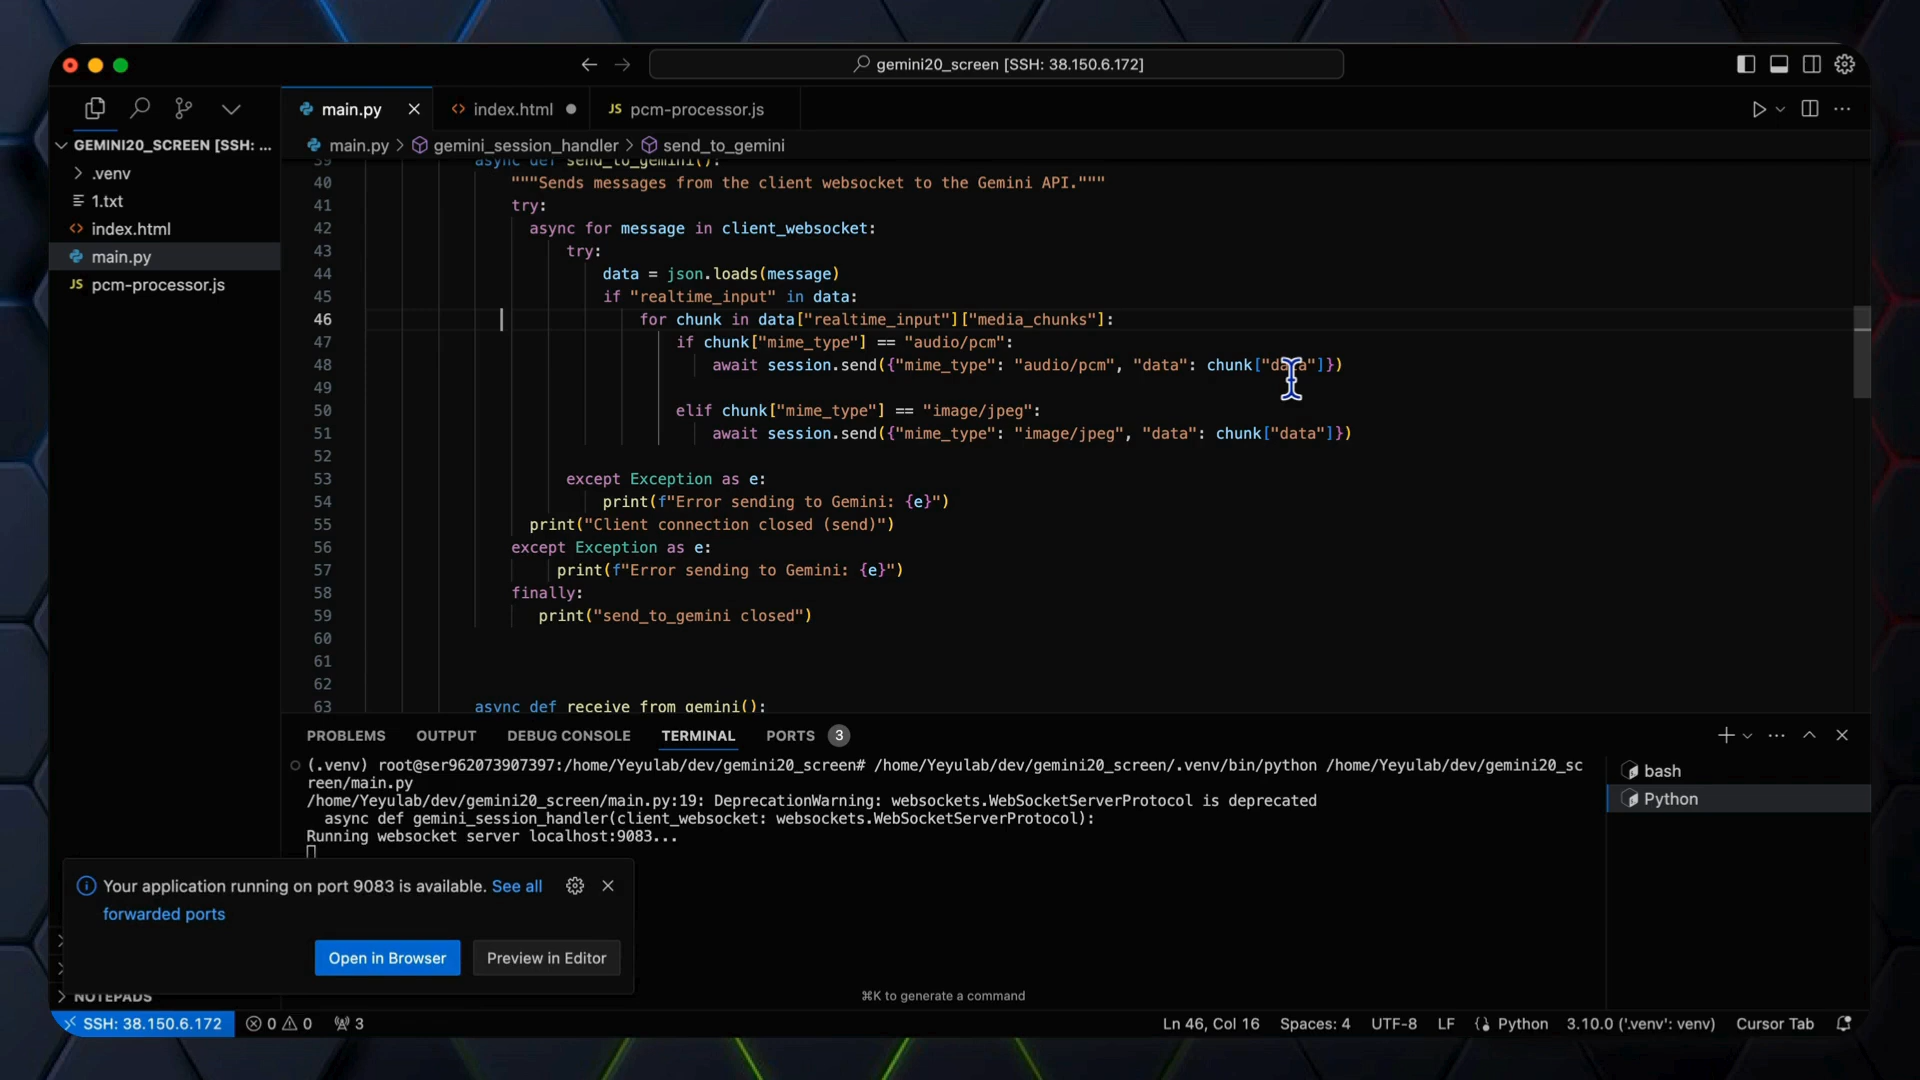 gemini20_screen [SSH: 38.150.6.172]
main.py
index.html
JS pcm-processor.js
GEMINI20_SCREEN [SSH: ...
.venv
1.txt
index.html
main.py
JS pcm-processor.js
main.py > gemini_session_handler > send_to_gemini
39 async def send_to_gemini():
40 """Sends messages from the client websocket to the Gemini API."""
41 try:
42 async for message in client_websocket:
43 try:
44 data = json.loads(message)
45 if "realtime_input" in data:
46 for chunk in data["realtime_input"]["media_chunks"]:
47 if chunk["mime_type"] == "audio/pcm":
48 await session.send({"mime_type": "audio/pcm", "data": chunk["data"]})
49
50 elif chunk["mime_type"] == "image/jpeg":
51 await session.send({"mime_type": "image/jpeg", "data": chunk["data"]})
52
53 except Exception as e:
54 print(f"Error sending to Gemini: {e}")
55 print("Client connection closed (send)")
56 except Exception as e:
57 print(f"Error sending to Gemini: {e}")
58 finally:
59 print("send_to_gemini closed")
60
61
62
63 async def receive_from_gemini():
PROBLEMS OUTPUT DEBUG CONSOLE TERMINAL PORTS 3
(.venv) root@ser962073907397:/home/Yeyulab/dev/gemini20_screen# /home/Yeyulab/dev/gemini20_screen/.venv/bin/python /home/Yeyulab/dev/gemini20_sc
reen/main.py
/home/Yeyulab/dev/gemini20_screen/main.py:19: DeprecationWarning: websockets.WebSocketServerProtocol is deprecated
async def gemini_session_handler(client_websocket: websockets.WebSocketServerProtocol):
Running websocket server localhost:9083...
bash
Python
Your application running on port 9083 is available. See all
forwarded ports
Open in Browser
Preview in Editor
NOTEPADS
⌘K to generate a command
SSH: 38.150.6.172 0 0 3
Ln 46, Col 16 Spaces: 4 UTF-8 LF Python 3.10.0 ('.venv': venv) Cursor Tab